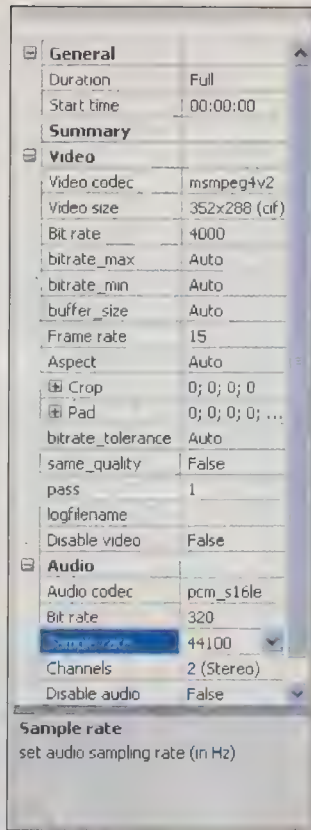 General
Duration Full
Start time 00:00:00
Summary
Video
Video codec msmpeg4v2
Video size 352x288 (cif)
Bit rate 4000
bitrate_max Auto
bitrate_min Auto
buffer_size Auto
Frame rate 15
Aspect Auto
Crop 0; 0; 0; 0
Pad 0; 0; 0; 0; ...
bitrate_tolerance Auto
same_quality False
pass 1
logfilename
Disable video False
Audio
Audio codec pcm_s16le
Bit rate 320
Sample rate 44100
Channels 2 (Stereo)
Disable audio False
Sample rate
set audio sampling rate (in Hz)